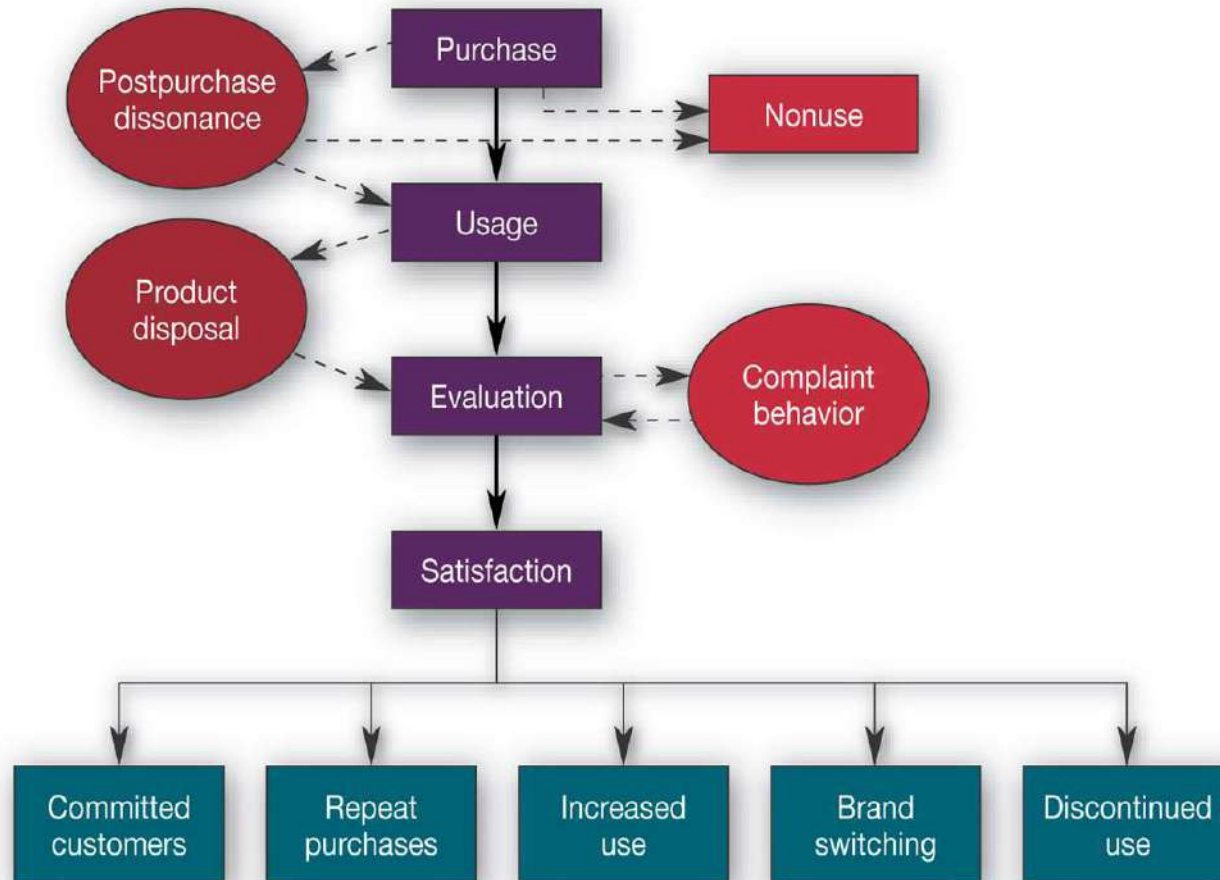 Purchase
Postpurchase
dissonance
Nonuse
Usage
Product
disposal
Evaluation
Complaint
behavior
Satisfaction
Committed
customers
Repeat
purchases
Increased
use
Brand
switching
Discontinued
use